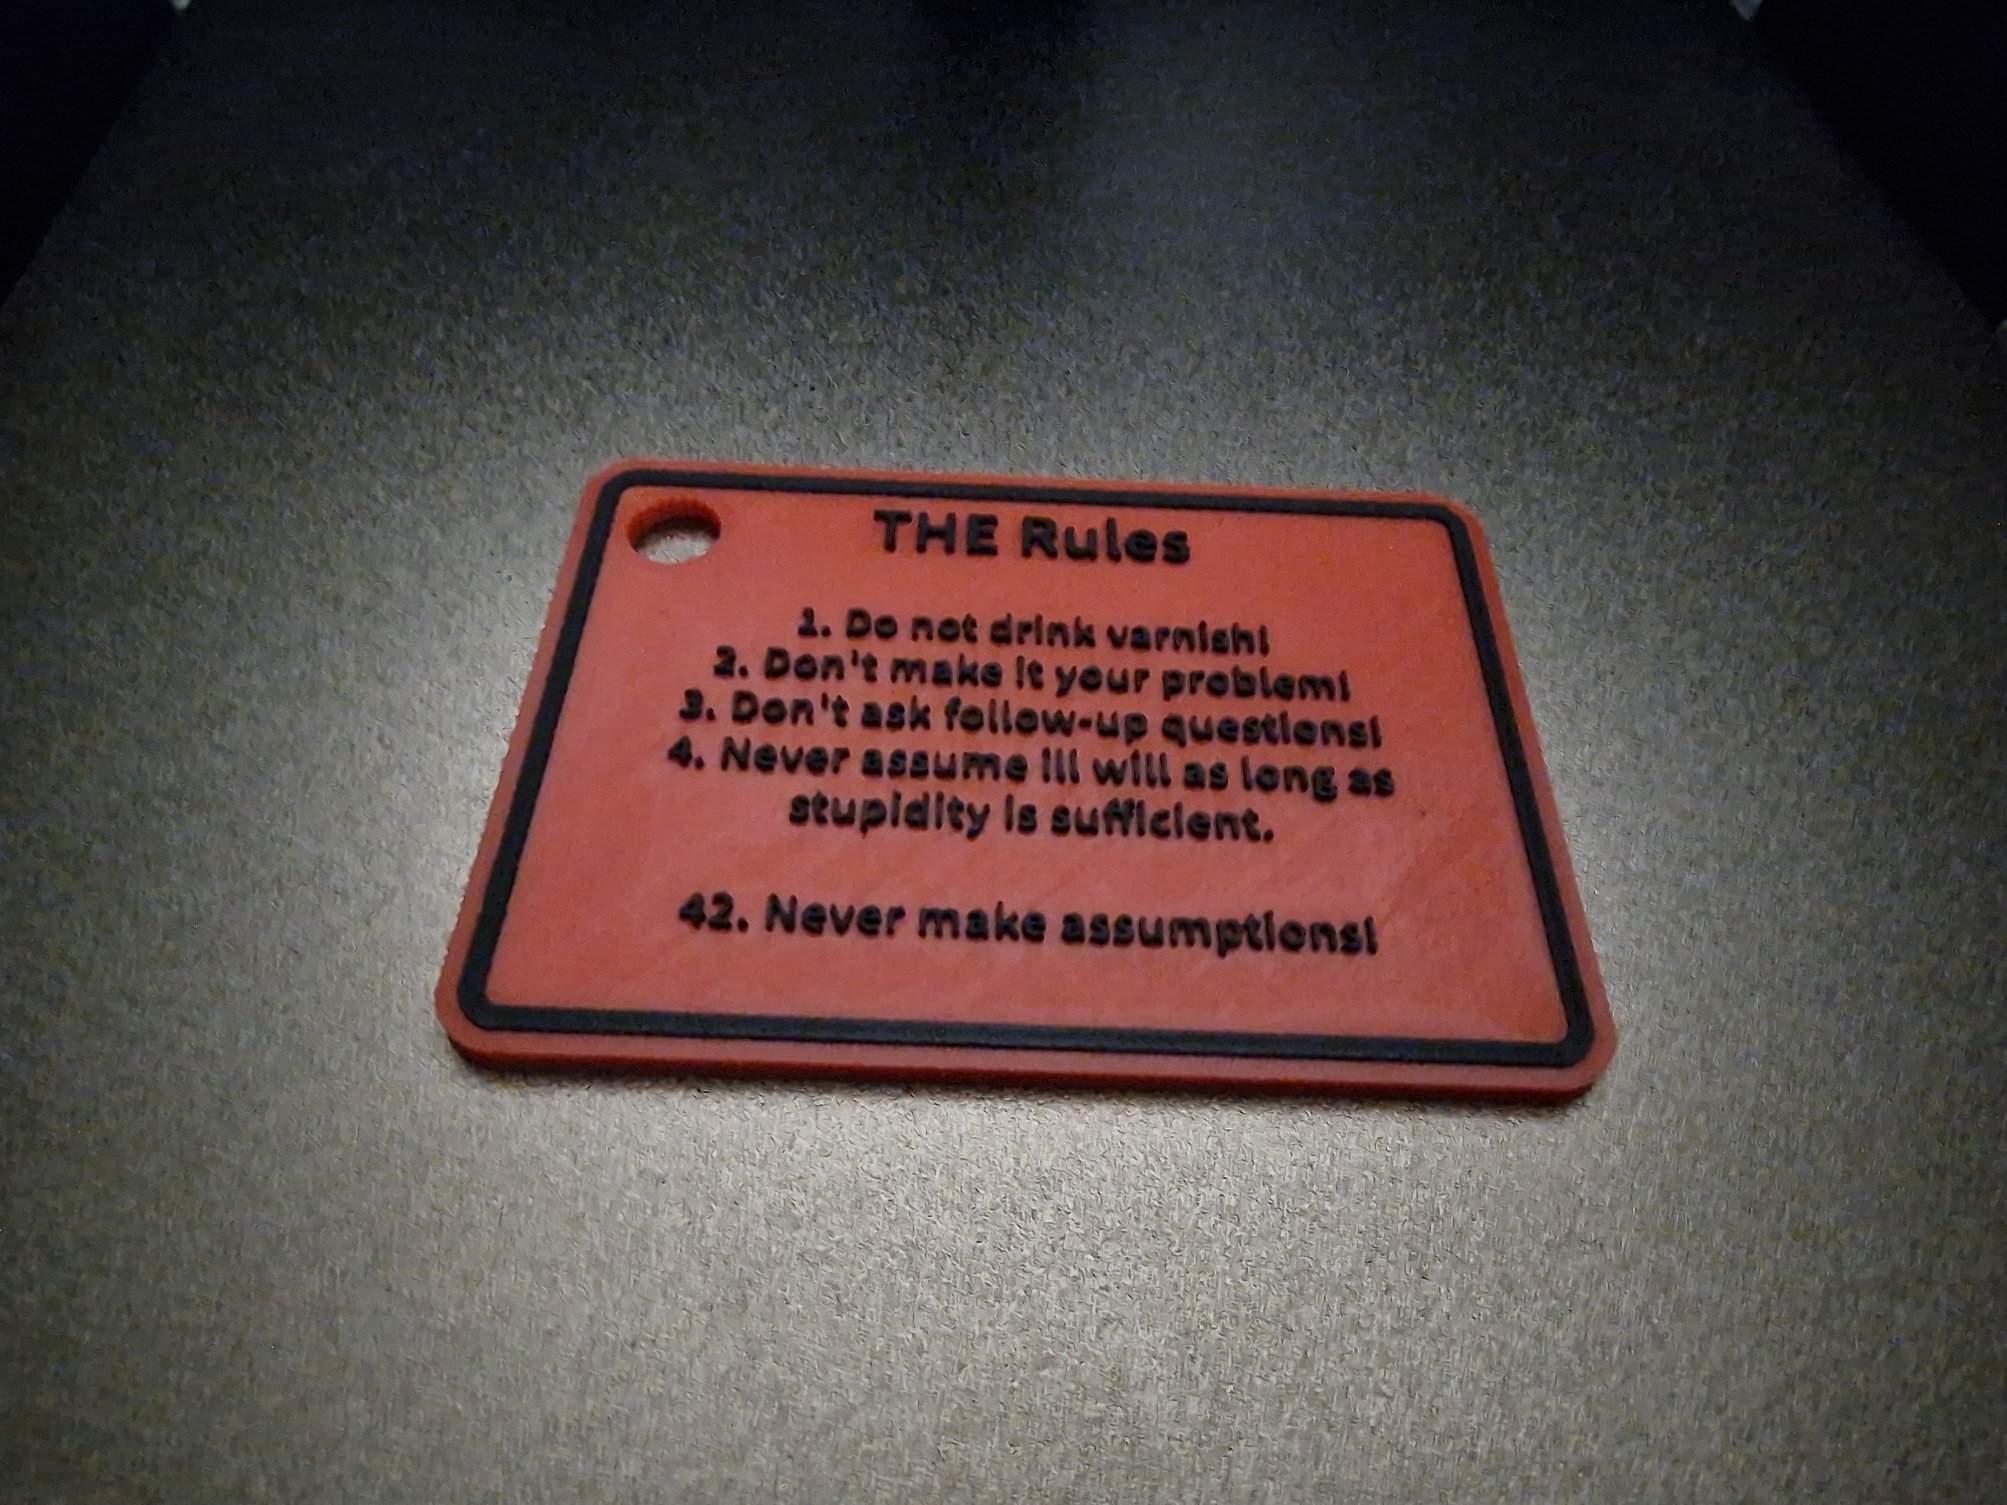 THE Rules
1. Do not drink varnish!
2. Don't make it your problem!
3. Don't ask follow-up questions!
4. Never assume ill will as long as
stupidity is sufficient.
42. Never make assumptions!